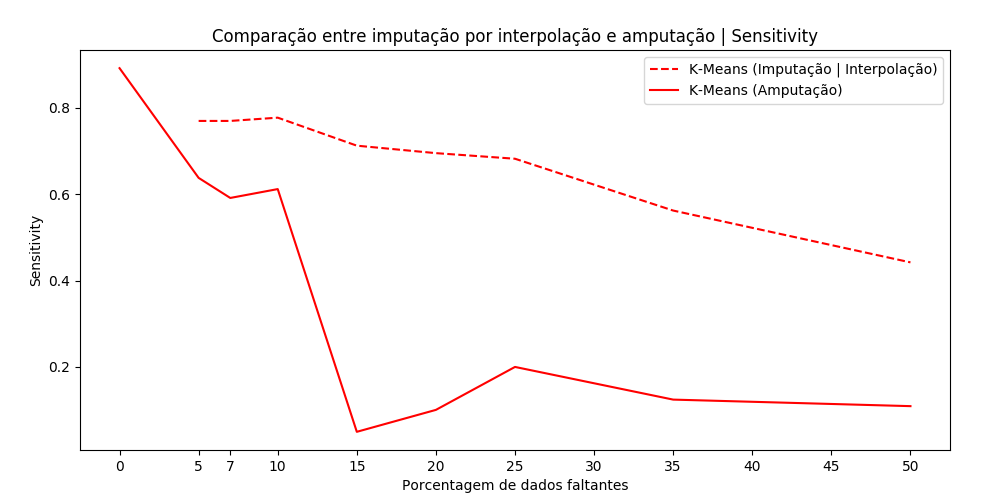 Comparação entre imputação por interpolação e amputação | Sensitivity
K-Means (Imputação | Interpolação)
K-Means (Amputação)
Sensitivity
0.8
0.6
0.4
0.2
0 5 7 10 15 20 25 30 35 40 45 50
Porcentagem de dados faltantes